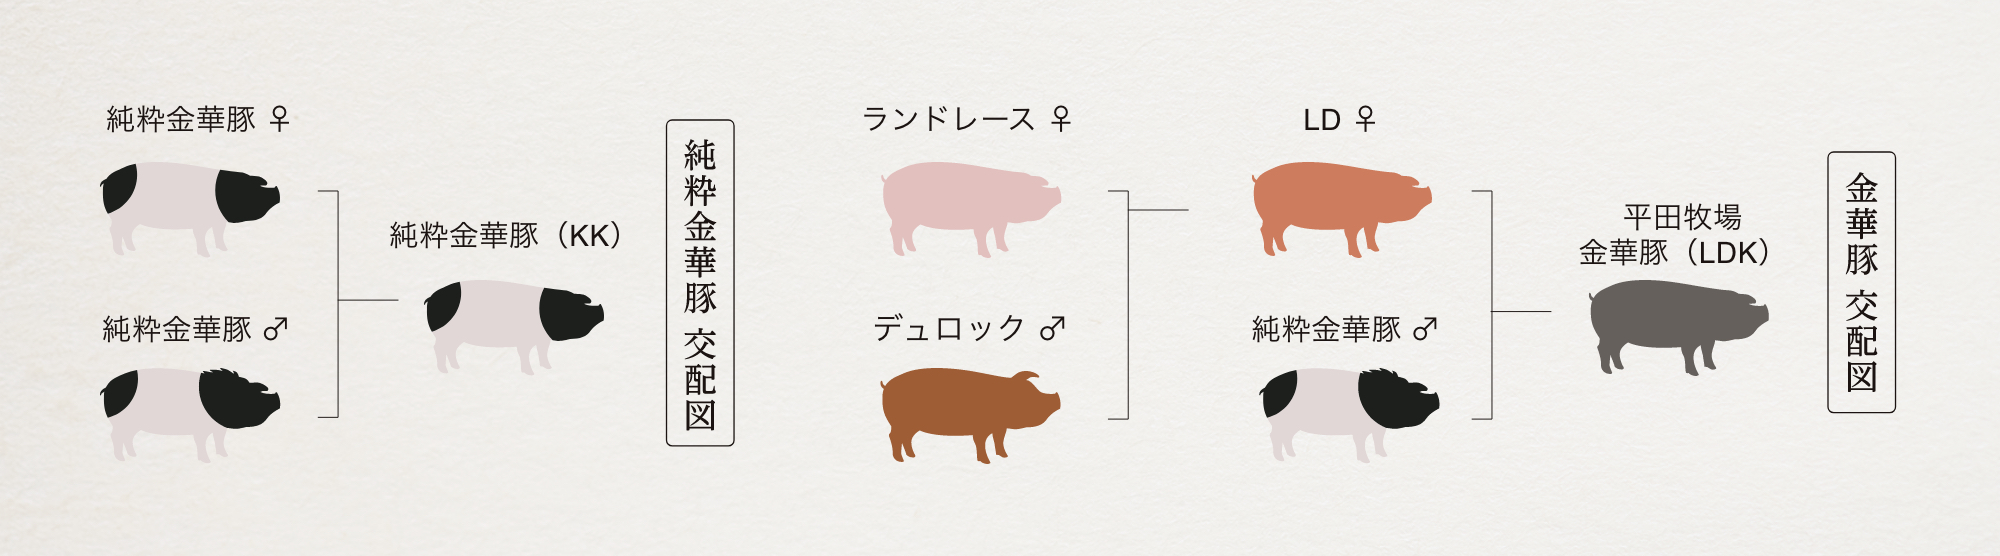 純粋金華豚 ♀
純粋金華豚 ♂
純粋金華豚（KK）
純粋金華豚 交配図
ランドレース ♀
デュロック ♂
LD ♀
純粋金華豚 ♂
平田牧場
金華豚（LDK）
金華豚 交配図